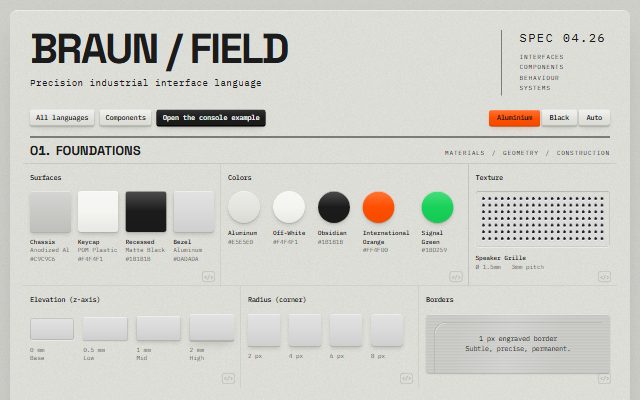 BRAUN / FIELD
Precision industrial interface language
SPEC 04.26
INTERFACES
COMPONENTS
BEHAVIOUR
SYSTEMS
All languages
Components
Open the console example
Aluminium
Black
Auto
01. FOUNDATIONS
MATERIALS / GEOMETRY / CONSTRUCTION
Surfaces
Chassis
Anodized Al
#C9C9C6
Keycap
POM Plastic
#F4F4F1
Recessed
Matte Black
#1B1B1B
Bezel
Aluminum
#DADADA
Colors
Aluminum
#E5E5E0
Off-White
#F4F4F1
Obsidian
#1B1B1B
International
Orange
#FF4F00
Signal
Green
#18D259
Texture
Speaker Grille
Ø 1.5mm 3mm pitch
Elevation (z-axis)
0 mm
Base
0.5 mm
Low
1 mm
Mid
2 mm
High
Radius (corner)
2 px
4 px
6 px
8 px
Borders
1 px engraved border
Subtle, precise, permanent.